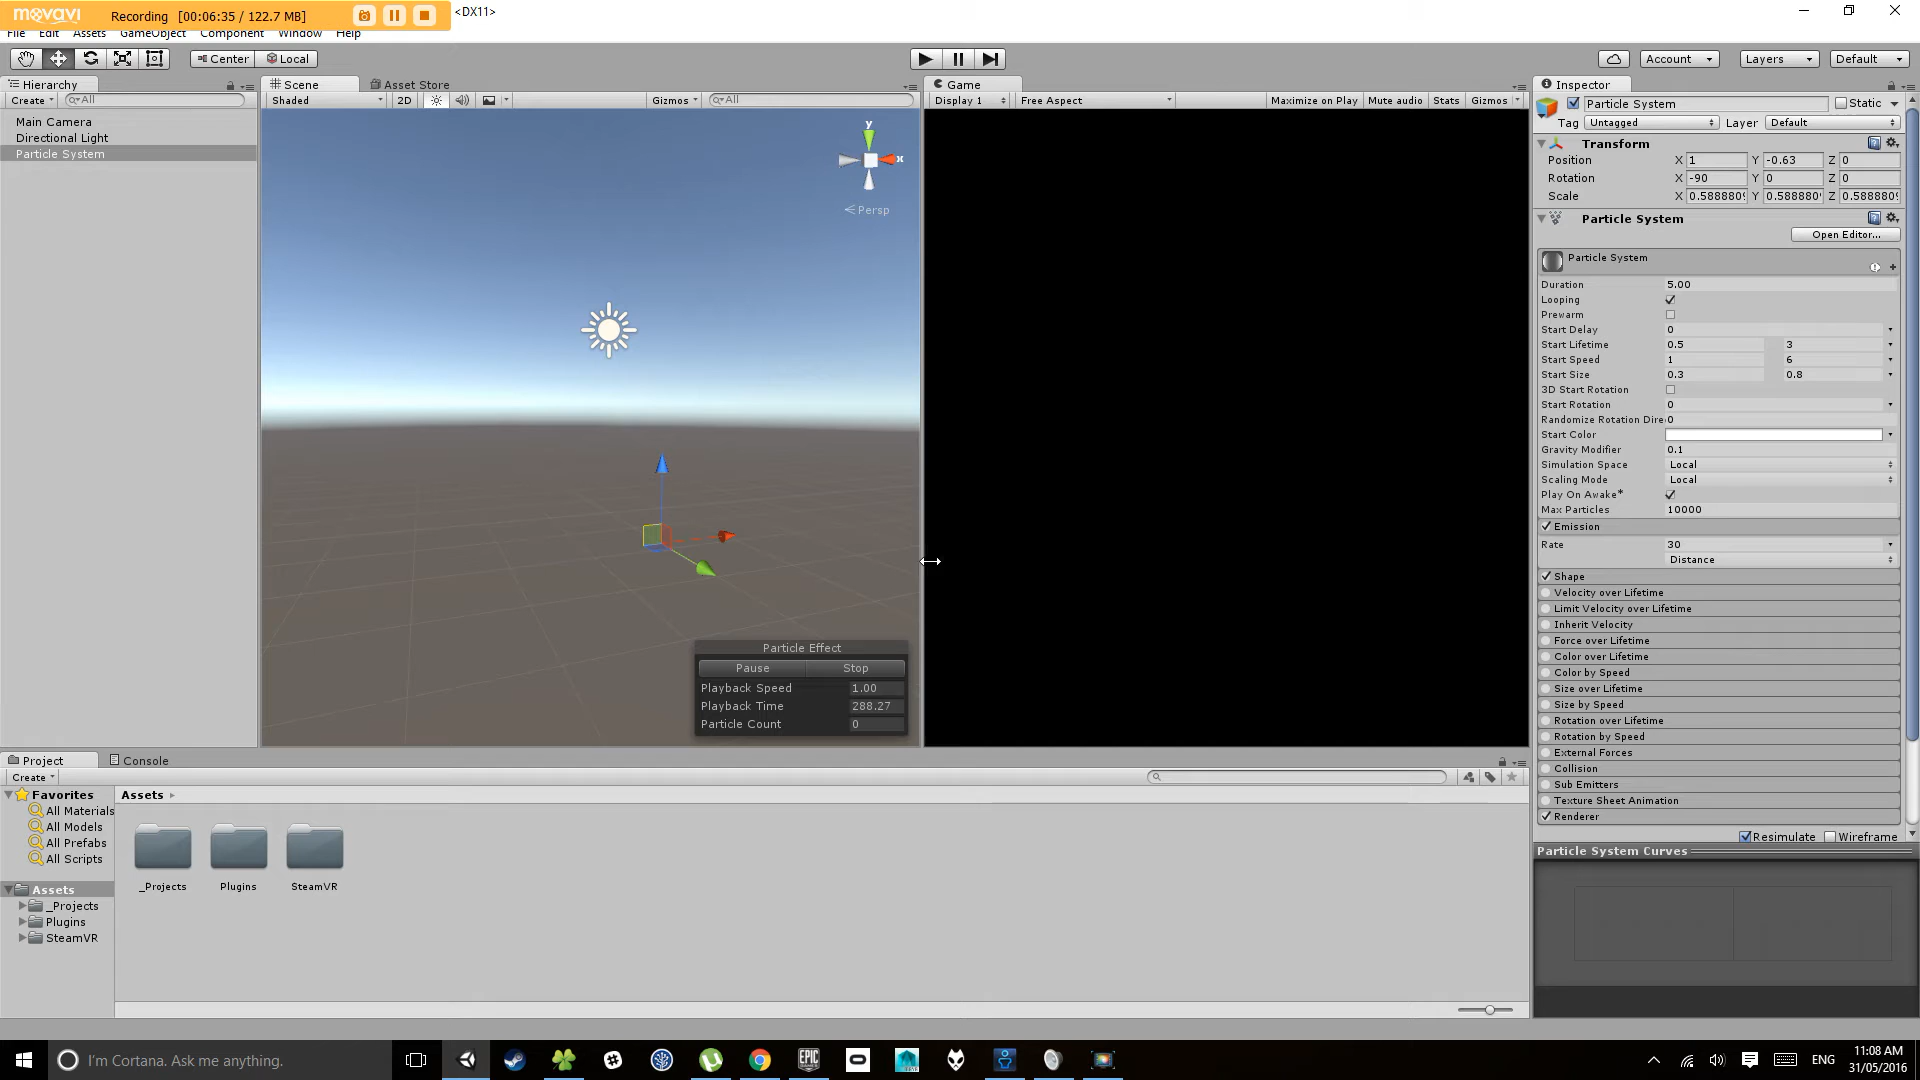 movavi Recording [00:06:35 / 122.7 MB] <DX11>
File Edit Assets GameObject Component Window Help
Center Local Account Layers Default
Hierarchy
Create All
Main Camera
Directional Light
Particle System
Scene Asset Store
Shaded 2D Gizmos All
y
x
Persp
Particle Effect
Pause Stop
Playback Speed 1.00
Playback Time 288.27
Particle Count 0
Game
Display 1 Free Aspect Maximize on Play Mute audio Stats Gizmos
Inspector
Particle System Static
Tag Untagged Layer Default
Transform
Position X 1 Y -0.63 Z 0
Rotation X -90 Y 0 Z 0
Scale X 0.588880 Y 0.588880 Z 0.588880
Particle System
Open Editor...
Particle System
Duration 5.00
Looping
Prewarm
Start Delay 0
Start Lifetime 0.5 3
Start Speed 1 6
Start Size 0.3 0.8
3D Start Rotation
Start Rotation 0
Randomize Rotation Dire 0
Start Color
Gravity Modifier 0.1
Simulation Space Local
Scaling Mode Local
Play On Awake*
Max Particles 10000
Emission
Rate 30
Distance
Shape
Velocity over Lifetime
Limit Velocity over Lifetime
Inherit Velocity
Force over Lifetime
Color over Lifetime
Color by Speed
Size over Lifetime
Size by Speed
Rotation over Lifetime
Rotation by Speed
External Forces
Collision
Sub Emitters
Texture Sheet Animation
Renderer
Resimulate Wireframe
Particle System Curves
Project Console
Create
Favorites
All Materials
All Models
All Prefabs
All Scripts
Assets
_Projects
Plugins
SteamVR
Assets
_Projects Plugins SteamVR
I'm Cortana. Ask me anything.
EPIC GAMES
ENG
11:08 AM
31/05/2016